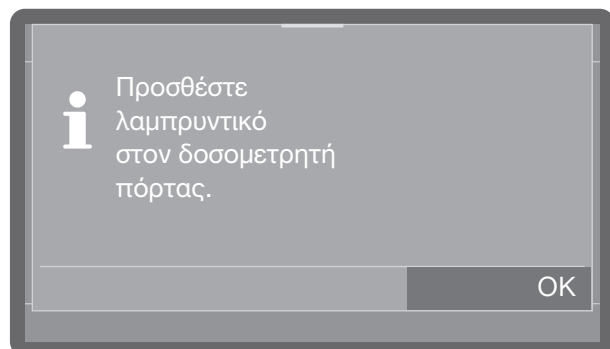 Προσθέστε
λαμπρυντικό
στον δοσομετρητή
πόρτας.
OK